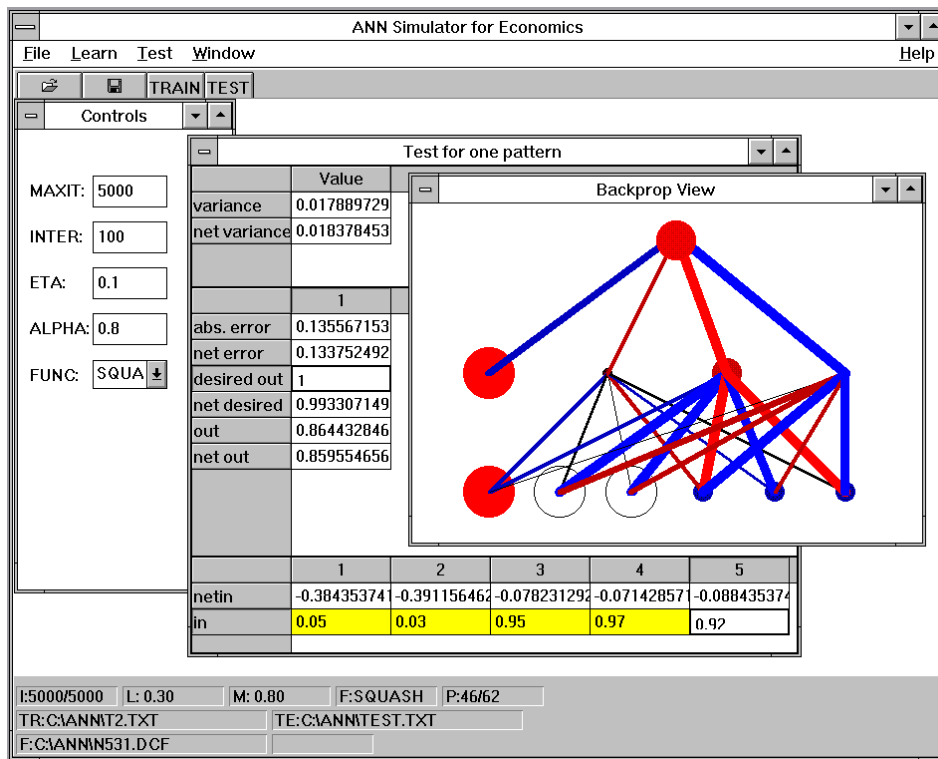 ANN Simulator for Economics
File Learn Test Window Help
TRAIN TEST
Controls
MAXIT: 5000
INTER: 100
ETA: 0.1
ALPHA: 0.8
FUNC: SQUA
Test for one pattern
Value
variance 0.017889729
net variance 0.018378453
1
abs. error 0.135567153
net error 0.133752492
desired out 1
net desired 0.993307149
out 0.864432846
net out 0.859554656
Backprop View
1 2 3 4 5
netin -0.384353741 -0.391156462 -0.078231292 -0.071428571 -0.088435374
in 0.05 0.03 0.95 0.97 0.92
I:5000/5000 L: 0.30 M: 0.80 F:SQUASH P:46/62
TR:C:\ANN\T2.TXT TE:C:\ANN\TEST.TXT
F:C:\ANN\N531.DCF